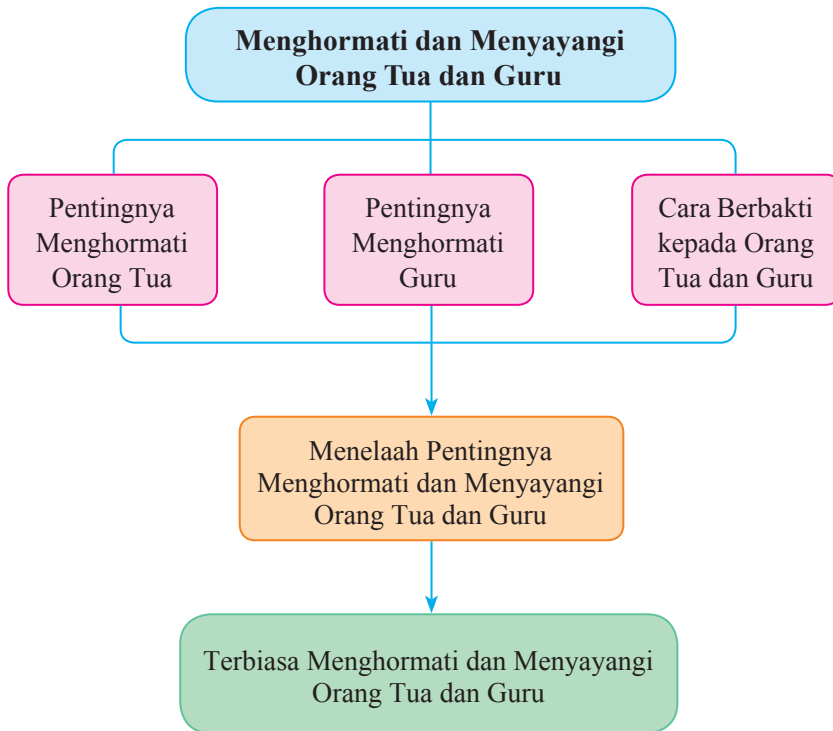 Menghormati dan Menyayangi
Orang Tua dan Guru
Pentingnya
Menghormati
Orang Tua
Pentingnya
Menghormati
Guru
Cara Berbakti
kepada Orang
Tua dan Guru
Menelaah Pentingnya
Menghormati dan Menyayangi
Orang Tua dan Guru
Terbiasa Menghormati dan Menyayangi
Orang Tua dan Guru